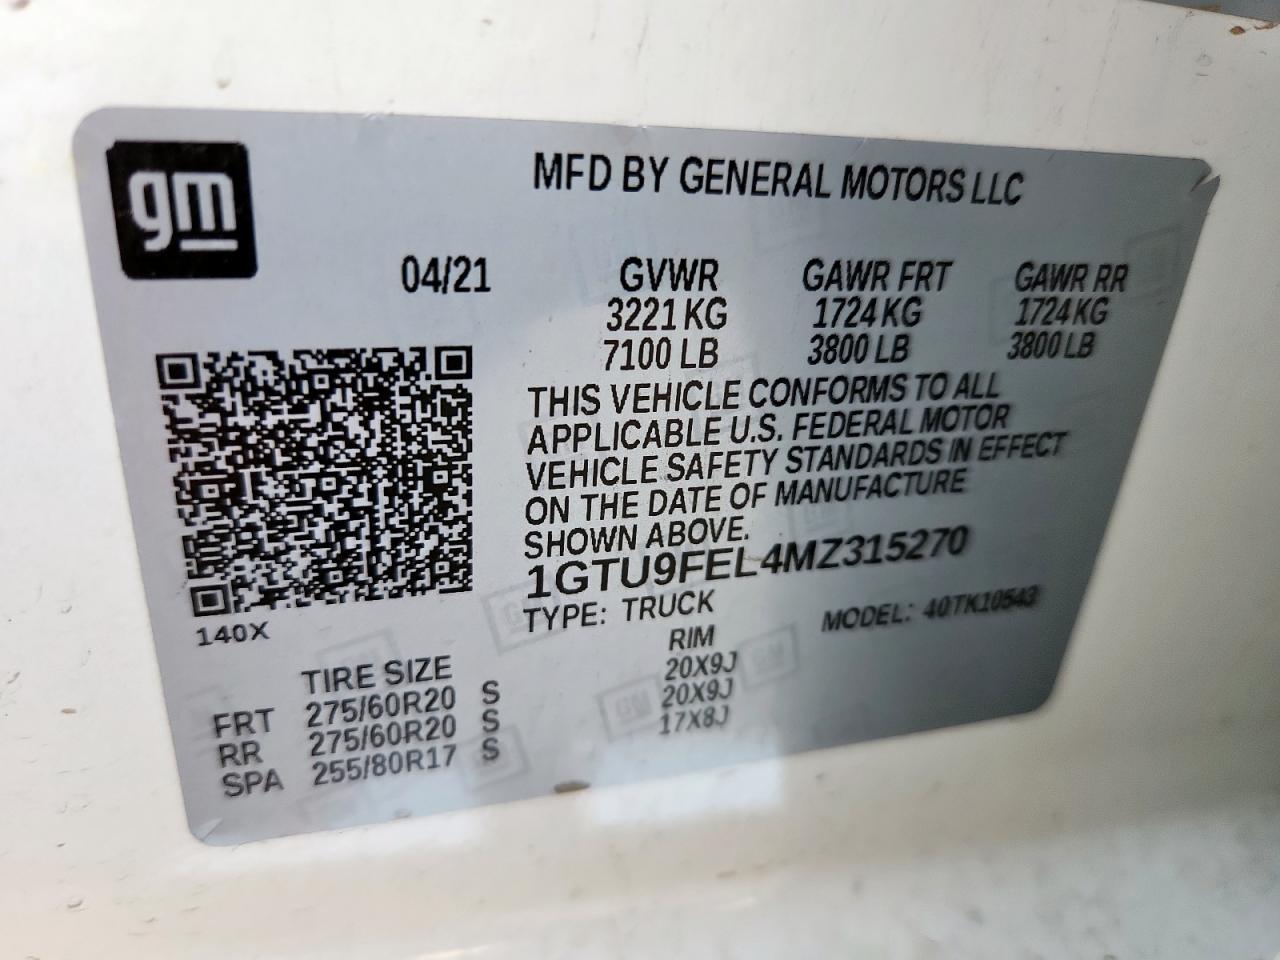 gm
MFD BY GENERAL MOTORS LLC
04/21 GVWR GAWR FRT GAWR RR
3221 KG 1724 KG 1724 KG
7100 LB 3800 LB 3800 LB
THIS VEHICLE CONFORMS TO ALL
APPLICABLE U.S. FEDERAL MOTOR
VEHICLE SAFETY STANDARDS IN EFFECT
ON THE DATE OF MANUFACTURE
SHOWN ABOVE.
1GTU9FEL4MZ315270
TYPE: TRUCK MODEL: 40TK10543
140X
TIRE SIZE RIM
FRT 275/60R20 S 20X9J
RR 275/60R20 S 20X9J
SPA 255/80R17 S 17X8J